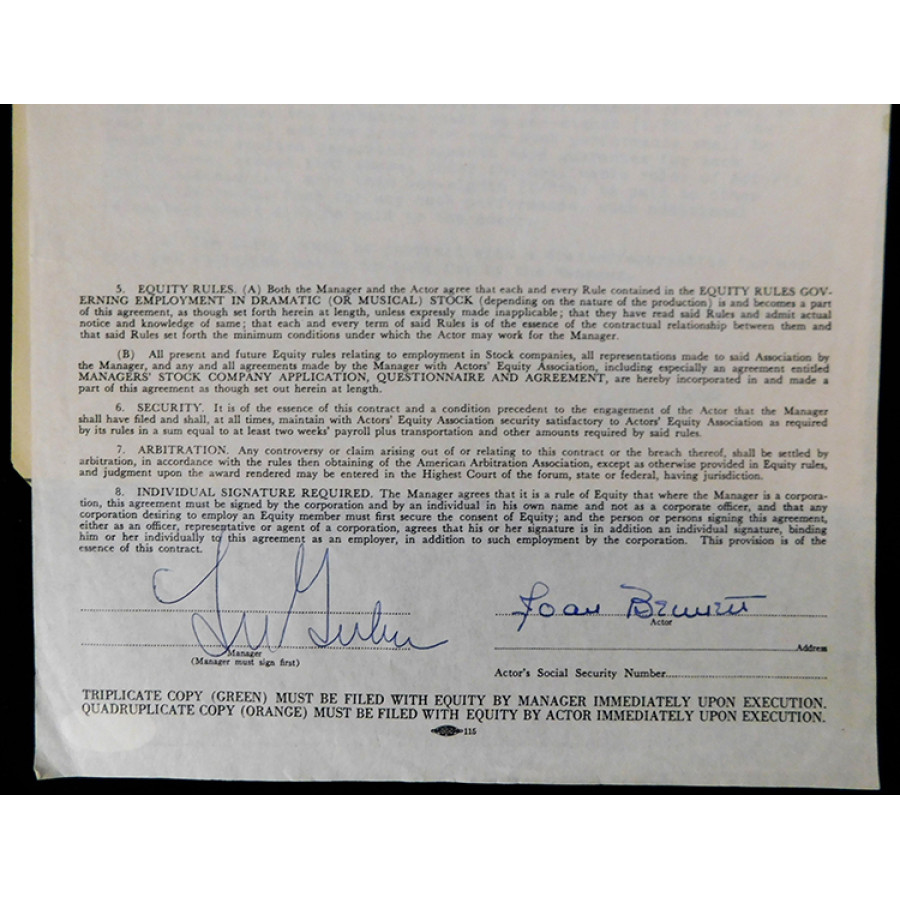 5. EQUITY RULES. (A) Both the Manager and the Actor agree that each and every Rule contained in the EQUITY RULES GOV-
ERNING EMPLOYMENT IN DRAMATIC (OR MUSICAL) STOCK (depending on the nature of the production) is and becomes a part
of this agreement, as though set forth herein at length, unless expressly made inapplicable; that they have read said Rules and admit actual
notice and knowledge of same; that each and every term of said Rules is of the essence of the contractual relationship between them and
that said Rules set forth the minimum conditions under which the Actor may work for the Manager.
(B) All present and future Equity rules relating to employment in Stock companies, all representations made to said Association by
the Manager, and any and all agreements made by the Manager with Actors' Equity Association, including especially an agreement entitled
MANAGERS' STOCK COMPANY APPLICATION, QUESTIONNAIRE AND AGREEMENT, are hereby incorporated in and made a
part of this agreement as though set out herein at length.
6. SECURITY. It is of the essence of this contract and a condition precedent to the engagement of the Actor that the Manager
shall have filed and shall, at all times, maintain with Actors' Equity Association security satisfactory to Actors' Equity Association as required
by its rules in a sum equal to at least two weeks' payroll plus transportation and other amounts required by said rules.
7. ARBITRATION. Any controversy or claim arising out of or relating to this contract or the breach thereof, shall be settled by
arbitration, in accordance with the rules then obtaining of the American Arbitration Association, except as otherwise provided in Equity rules,
and judgment upon the award rendered may be entered in the Highest Court of the forum, state or federal, having jurisdiction.
8. INDIVIDUAL SIGNATURE REQUIRED. The Manager agrees that it is a rule of Equity that where the Manager is a corpora-
tion, this agreement must be signed by the corporation and by an individual in his own name and not as a corporate officer, and that any
corporation desiring to employ an Equity member must first secure the consent of Equity; and the person or persons signing this agreement,
either as an officer, representative or agent of a corporation, agrees that his or her signature is in addition an individual signature, binding
him or her individually to this agreement as an employer, in addition to such employment by the corporation. This provision is of the
essence of this contract.
Joan Bennett
Actor
Manager
(Manager must sign first)
Address
Actor's Social Security Number
TRIPLICATE COPY (GREEN) MUST BE FILED WITH EQUITY BY MANAGER IMMEDIATELY UPON EXECUTION.
QUADRUPLICATE COPY (ORANGE) MUST BE FILED WITH EQUITY BY ACTOR IMMEDIATELY UPON EXECUTION.
115